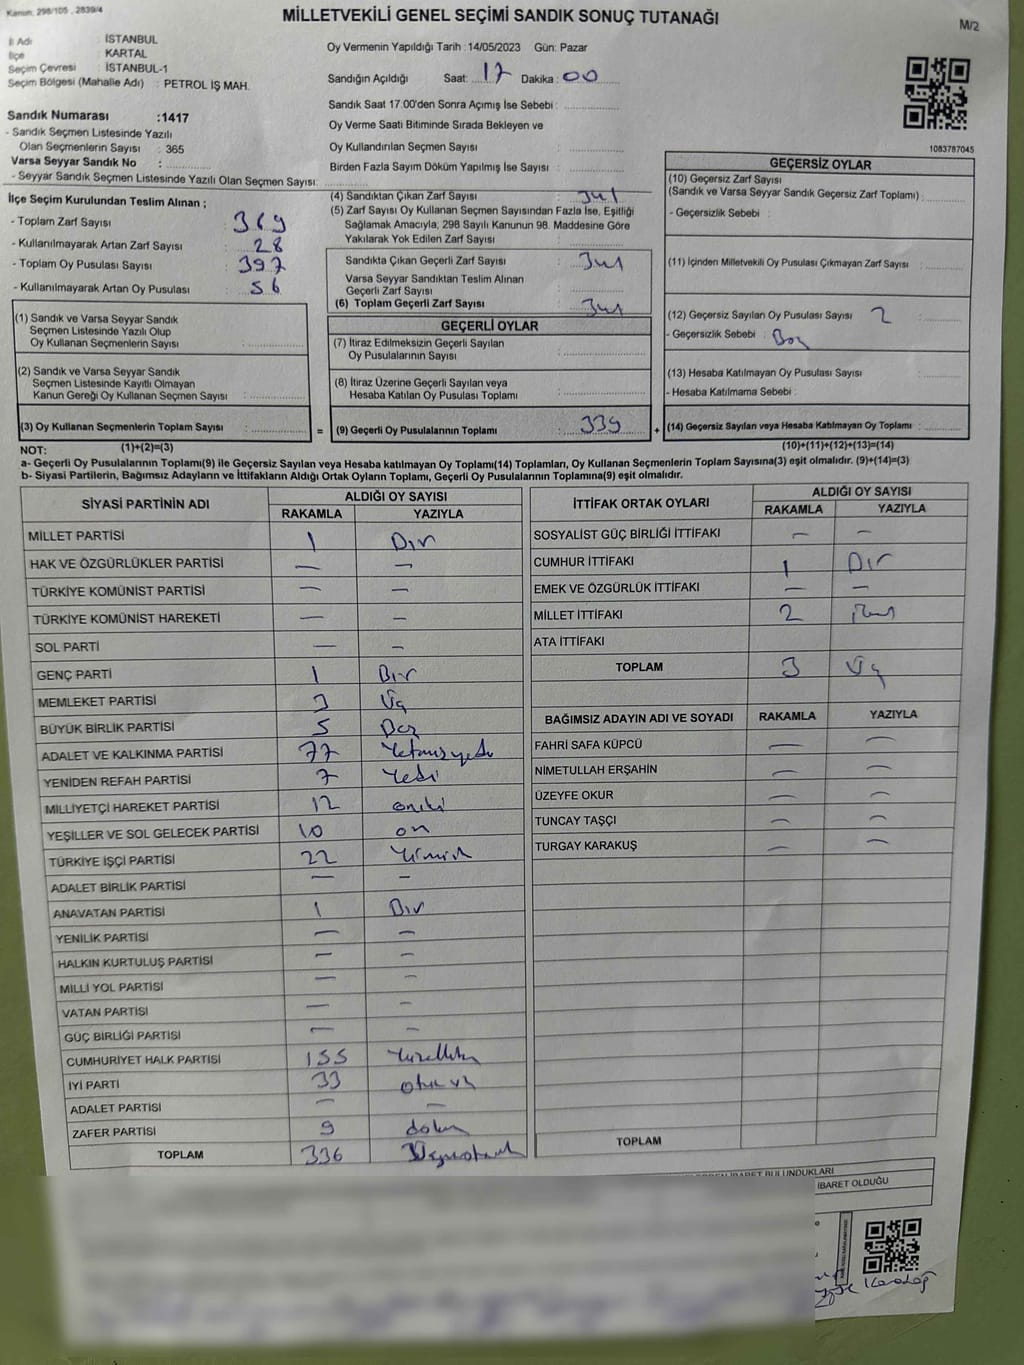 Kanun: 298/105, 2839/4
MİLLETVEKİLİ GENEL SEÇİMİ SANDIK SONUÇ TUTANAĞI
M/2
İl Adı : İSTANBUL
İlçe : KARTAL
Seçim Çevresi : İSTANBUL-1
Seçim Bölgesi (Mahalle Adı) : PETROL İŞ MAH.
Sandık Numarası :1417
- Sandık Seçmen Listesinde Yazılı
Olan Seçmenlerin Sayısı : 365
Varsa Seyyar Sandık No :
- Seyyar Sandık Seçmen Listesinde Yazılı Olan Seçmen Sayısı:
Oy Vermenin Yapıldığı Tarih : 14/05/2023 Gün: Pazar
Sandığın Açıldığı Saat: 17 Dakika : 00
Sandık Saat 17:00'den Sonra Açımış İse Sebebi :
Oy Verme Saati Bitiminde Sırada Bekleyen ve
Oy Kullandırılan Seçmen Sayısı :
Birden Fazla Sayım Döküm Yapılmış İse Sayısı :
1083787045
İlçe Seçim Kurulundan Teslim Alınan ;
- Toplam Zarf Sayısı : 369
- Kullanılmayarak Artan Zarf Sayısı : 28
- Toplam Oy Pusulası Sayısı : 397
- Kullanılmayarak Artan Oy Pusulası : 56
(1) Sandık ve Varsa Seyyar Sandık
Seçmen Listesinde Yazılı Olup
Oy Kullanan Seçmenlerin Sayısı :
(2) Sandık ve Varsa Seyyar Sandık
Seçmen Listesinde Kayıtlı Olmayan
Kanun Gereği Oy Kullanan Seçmen Sayısı :
(3) Oy Kullanan Seçmenlerin Toplam Sayısı :
(4) Sandıktan Çıkan Zarf Sayısı : 341
(5) Zarf Sayısı Oy Kullanan Seçmen Sayısından Fazla İse, Eşitliği
Sağlamak Amacıyla, 298 Sayılı Kanunun 98. Maddesine Göre
Yakılarak Yok Edilen Zarf Sayısı :
Sandıkta Çıkan Geçerli Zarf Sayısı : 341
Varsa Seyyar Sandıktan Teslim Alınan
Geçerli Zarf Sayısı :
(6) Toplam Geçerli Zarf Sayısı : 341
GEÇERLİ OYLAR
(7) İtiraz Edilmeksizin Geçerli Sayılan
Oy Pusulalarının Sayısı :
(8) İtiraz Üzerine Geçerli Sayılan veya
Hesaba Katılan Oy Pusulası Toplamı :
= (9) Geçerli Oy Pusulalarının Toplamı : 339 +
GEÇERSİZ OYLAR
(10) Geçersiz Zarf Sayısı
(Sandık ve Varsa Seyyar Sandık Geçersiz Zarf Toplamı) :
- Geçersizlik Sebebi :
(11) İçinden Milletvekili Oy Pusulası Çıkmayan Zarf Sayısı :
(12) Geçersiz Sayılan Oy Pusulası Sayısı : 2
- Geçersizlik Sebebi : Boş
(13) Hesaba Katılmayan Oy Pusulası Sayısı :
- Hesaba Katılmama Sebebi :
(14) Geçersiz Sayılan veya Hesaba Katılmayan Oy Toplamı :
NOT: (1)+(2)=(3)
(10)+(11)+(12)+(13)=(14)
a- Geçerli Oy Pusulalarının Toplamı(9) ile Geçersiz Sayılan veya Hesaba katılmayan Oy Toplamı(14) Toplamları, Oy Kullanan Seçmenlerin Toplam Sayısına(3) eşit olmalıdır. (9)+(14)=(3)
b- Siyasi Partilerin, Bağımsız Adayların ve İttifakların Aldığı Ortak Oyların Toplamı, Geçerli Oy Pusulalarının Toplamına(9) eşit olmalıdır.
SİYASİ PARTİNİN ADI ALDIĞI OY SAYISI
RAKAMLA YAZIYLA
MİLLET PARTİSİ 1 Bir
HAK VE ÖZGÜRLÜKLER PARTİSİ — —
TÜRKİYE KOMÜNİST PARTİSİ — —
TÜRKİYE KOMÜNİST HAREKETİ — —
SOL PARTİ — —
GENÇ PARTİ 1 Bir
MEMLEKET PARTİSİ 3 Üç
BÜYÜK BİRLİK PARTİSİ 5 Beş
ADALET VE KALKINMA PARTİSİ 77 Yetmişyedi
YENİDEN REFAH PARTİSİ 7 Yedi
MİLLİYETÇİ HAREKET PARTİSİ 12 oniki
YEŞİLLER VE SOL GELECEK PARTİSİ 10 on
TÜRKİYE İŞÇİ PARTİSİ 22
ADALET BİRLİK PARTİSİ — —
ANAVATAN PARTİSİ 1 Bir
YENİLİK PARTİSİ — —
HALKIN KURTULUŞ PARTİSİ — —
MİLLİ YOL PARTİSİ — —
VATAN PARTİSİ — —
GÜÇ BİRLİĞİ PARTİSİ — —
CUMHURİYET HALK PARTİSİ 155
İYİ PARTİ 33 otuz üç
ADALET PARTİSİ — —
ZAFER PARTİSİ 9 dokuz
TOPLAM 336
İTTİFAK ORTAK OYLARI ALDIĞI OY SAYISI
RAKAMLA YAZIYLA
SOSYALİST GÜÇ BİRLİĞİ İTTİFAKI — —
CUMHUR İTTİFAKI 1 Bir
EMEK VE ÖZGÜRLÜK İTTİFAKI — —
MİLLET İTTİFAKI 2
ATA İTTİFAKI
TOPLAM 3 Üç
BAĞIMSIZ ADAYIN ADI VE SOYADI RAKAMLA YAZIYLA
FAHRİ SAFA KÜPCÜ — —
NİMETULLAH ERŞAHİN — —
ÜZEYFE OKUR — —
TUNCAY TAŞÇI — —
TURGAY KARAKUŞ — —
TOPLAM
İBARET BULUNDUKLARI
İBARET OLDUĞU